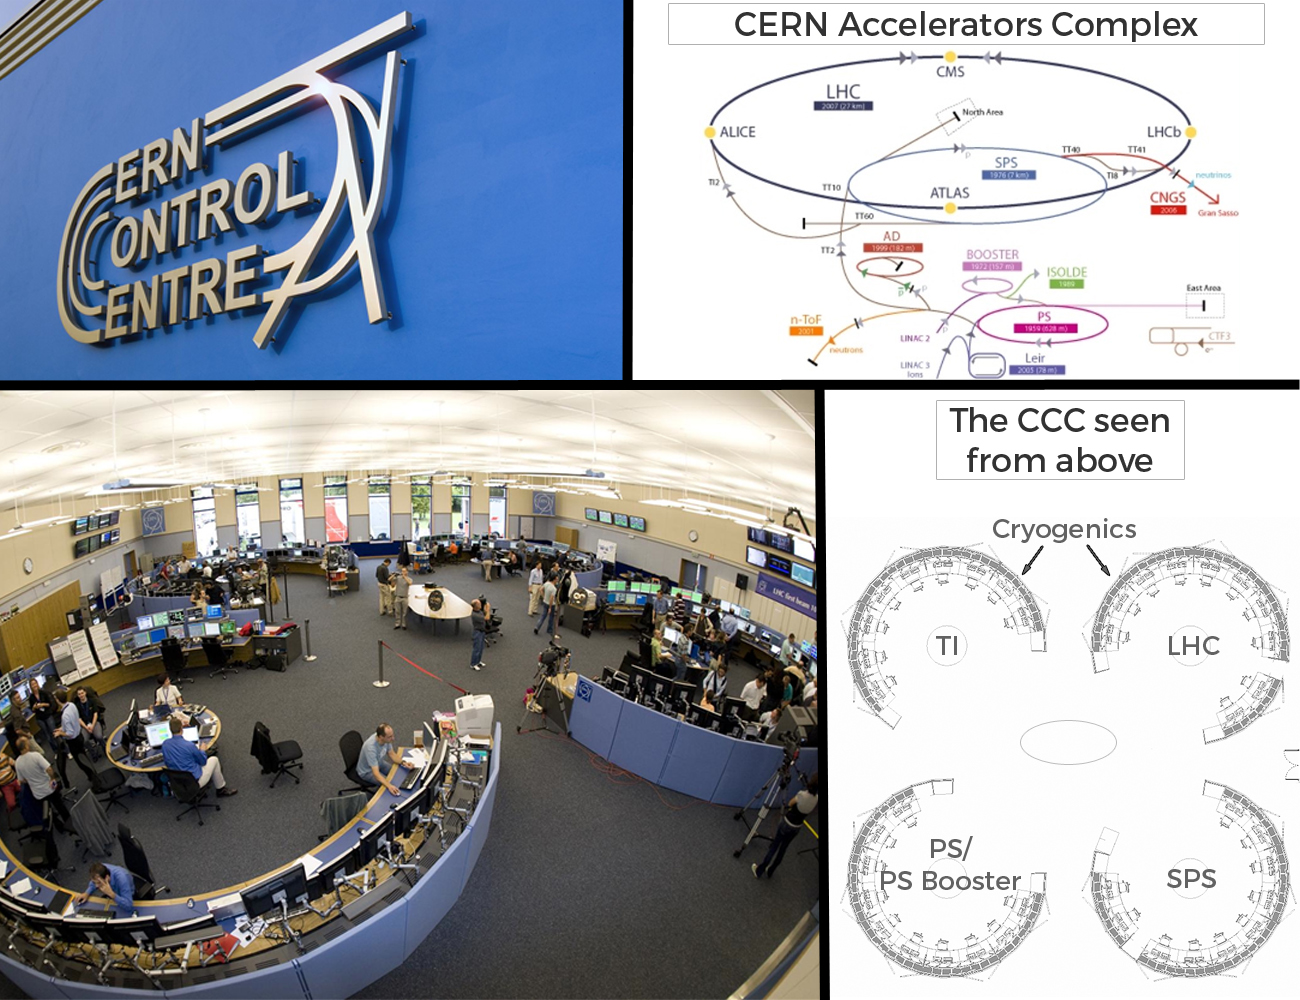 CERN
CONTROL
CENTRE
CERN Accelerators Complex
CMS
LHC
2007 (27 km)
North Area
ALICE
LHCb
TT40
TT41
SPS
1976 (7 km)
TI2
TT10
TI8
neutrinos
ATLAS
CNGS
2006
Gran Sasso
TT60
AD
1999 (182 m)
TT2
BOOSTER
1972 (157 m)
ISOLDE
1989
p
East Area
n-ToF
2001
PS
1959 (628 m)
LINAC 2
neutrons
CTF3
e-
LINAC 3
Ions
Leir
2005 (78 m)
LHC first beam
The CCC seen
from above
Cryogenics
TI
LHC
PS/
PS Booster
SPS